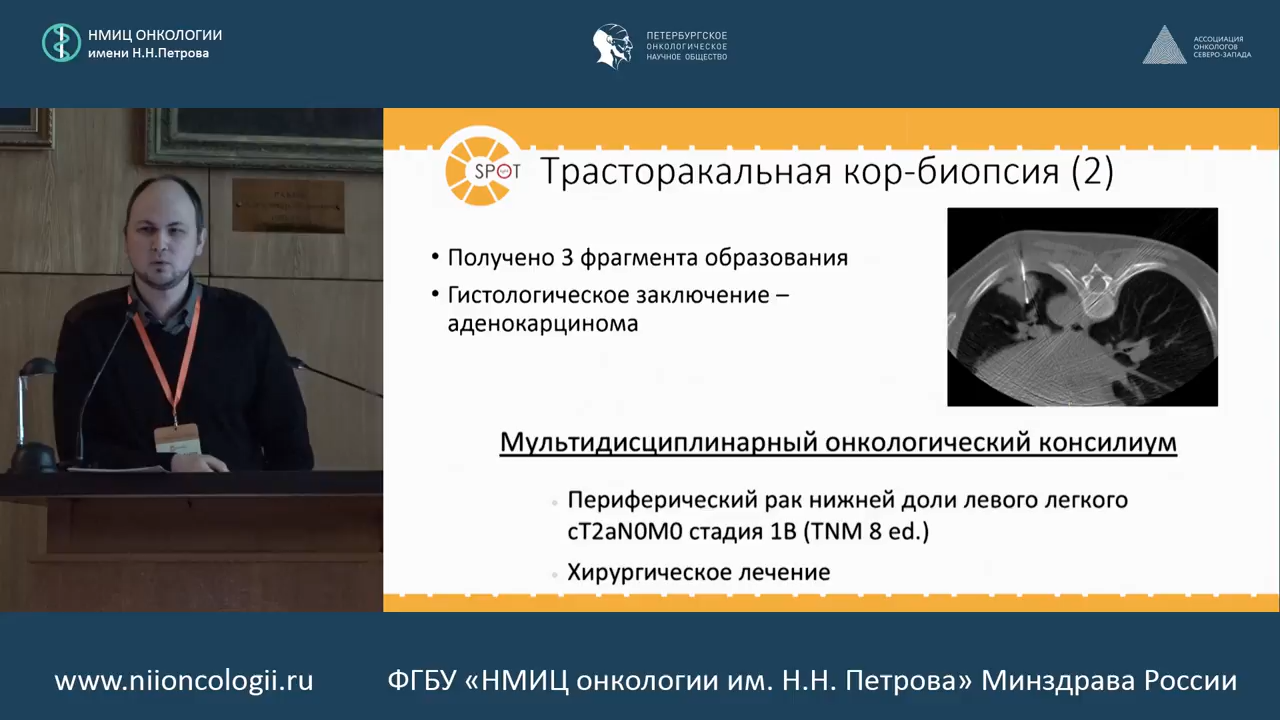 НМИЦ ОНКОЛОГИИ
имени Н.Н.Петрова
ПЕТЕРБУРГСКОЕ
ОНКОЛОГИЧЕСКОЕ
НАУЧНОЕ ОБЩЕСТВО
АССОЦИАЦИЯ
ОНКОЛОГОВ
СЕВЕРО-ЗАПАДА
SPOT
Трасторакальная кор-биопсия (2)
• Получено 3 фрагмента образования
• Гистологическое заключение –
аденокарцинома
Мультидисциплинарный онкологический консилиум
Периферический рак нижней доли левого легкого
cT2aN0M0 стадия 1B (TNM 8 ed.)
Хирургическое лечение
www.niioncologii.ru
ФГБУ «НМИЦ онкологии им. Н.Н. Петрова» Минздрава России